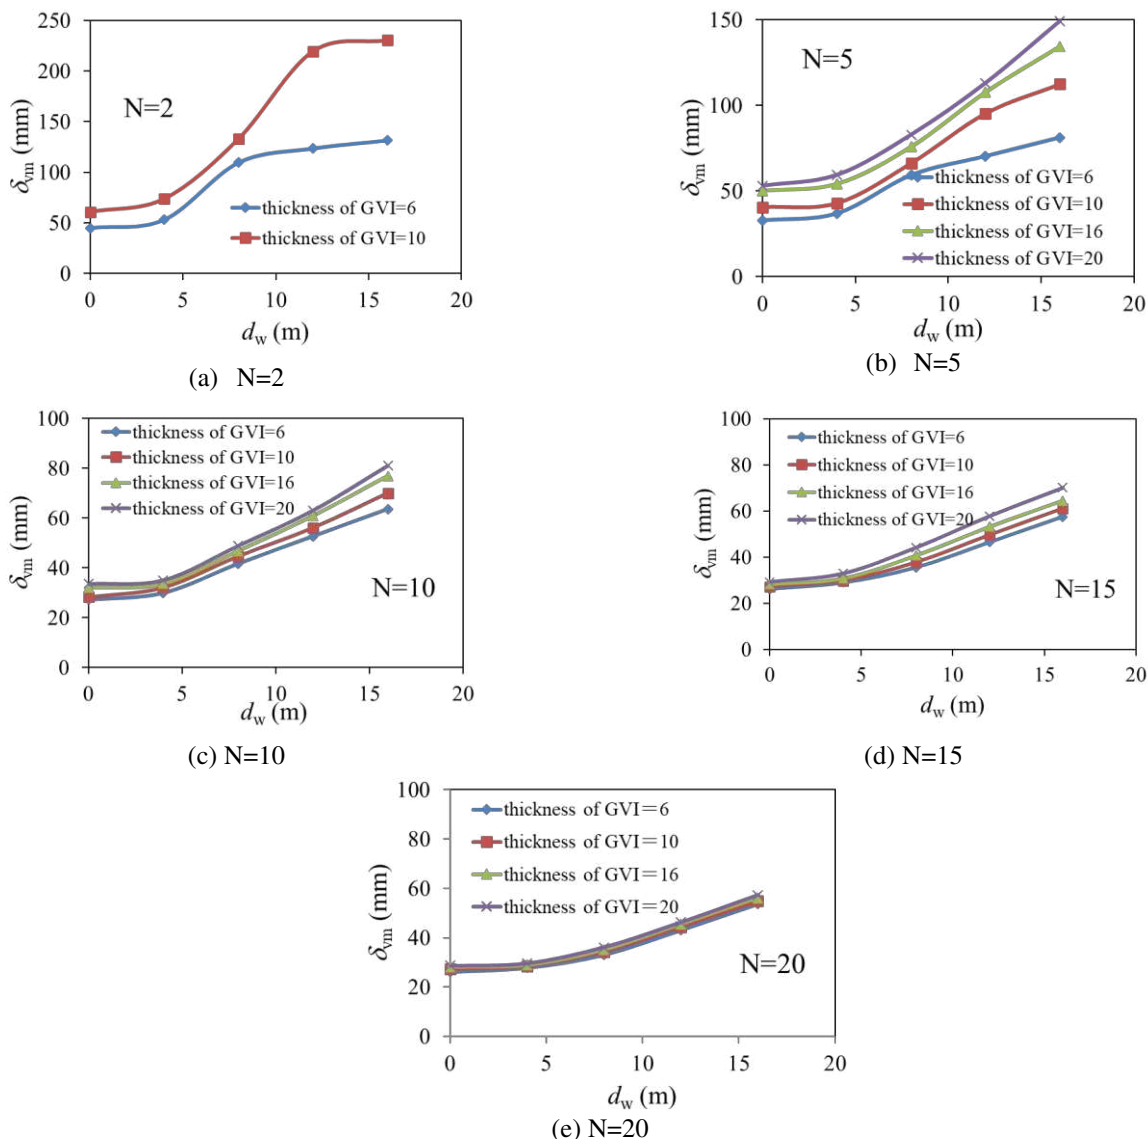 250
200
150
100
50
0
δvm (mm)
N=2
thickness of GVI=6
thickness of GVI=10
0 5 10 15 20
dw (m)
(a) N=2
150
100
50
0
δvm (mm)
N=5
thickness of GVI=6
thickness of GVI=10
thickness of GVI=16
thickness of GVI=20
0 5 10 15 20
dw (m)
(b) N=5
100
80
60
40
20
0
δvm (mm)
thickness of GVI=6
thickness of GVI=10
thickness of GVI=16
thickness of GVI=20
N=10
0 5 10 15 20
dw (m)
(c) N=10
100
80
60
40
20
0
δvm (mm)
thickness of GVI=6
thickness of GVI=10
thickness of GVI=16
thickness of GVI=20
N=15
0 5 10 15 20
dw (m)
(d) N=15
100
80
60
40
20
0
δvm (mm)
thickness of GVI=6
thickness of GVI=10
thickness of GVI=16
thickness of GVI=20
N=20
0 5 10 15 20
dw (m)
(e) N=20